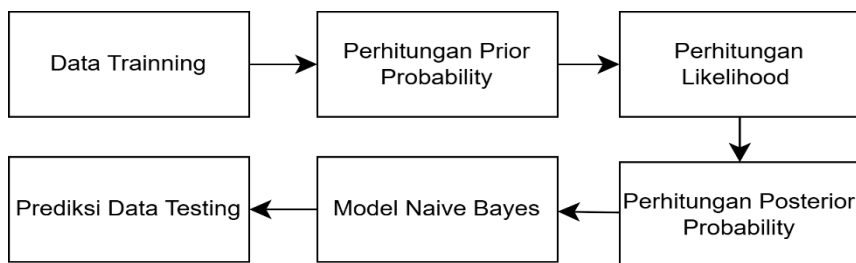 Data Trainning
Perhitungan Prior
Probability
Perhitungan
Likelihood
Perhitungan Posterior
Probability
Model Naive Bayes
Prediksi Data Testing